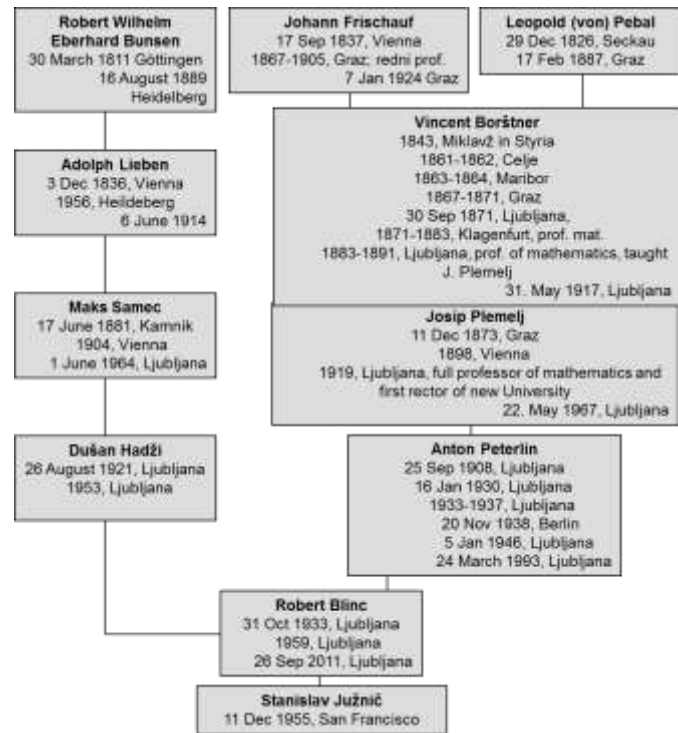 Robert Wilhelm
Eberhard Bunsen
30 March 1811 Göttingen
16 August 1889
Heidelberg
Johann Frischauf
17 Sep 1837, Vienna
1867-1905, Graz; redni prof.
7 Jan 1924 Graz
Leopold (von) Pebal
29 Dec 1826, Seckau
17 Feb 1887, Graz
Adolph Lieben
3 Dec 1836, Vienna
1956, Heildeberg
6 June 1914
Vincent Borštner
1843, Miklavž in Styria
1861-1862, Celje
1863-1864, Maribor
1867-1871, Graz
30 Sep 1871, Ljubljana,
1871-1883, Klagenfurt, prof. mat.
1883-1891, Ljubljana, prof. of mathematics, taught
J. Plemelj
31. May 1917, Ljubljana
Maks Samec
17 June 1881, Kamnik
1904, Vienna
1 June 1964, Ljubljana
Josip Plemelj
11 Dec 1873, Graz
1898, Vienna
1919, Ljubljana, full professor of mathematics and
first rector of new University
22. May 1967, Ljubljana
Dušan Hadži
26 August 1921, Ljubljana
1953, Ljubljana
Anton Peterlin
25 Sep 1908, Ljubljana
16 Jan 1930, Ljubljana
1933-1937, Ljubljana
20 Nov 1938, Berlin
5 Jan 1946, Ljubljana
24 March 1993, Ljubljana
Robert Blinc
31 Oct 1933, Ljubljana
1959, Ljubljana
26 Sep 2011, Ljubljana
Stanislav Južnič
11 Dec 1955, San Francisco